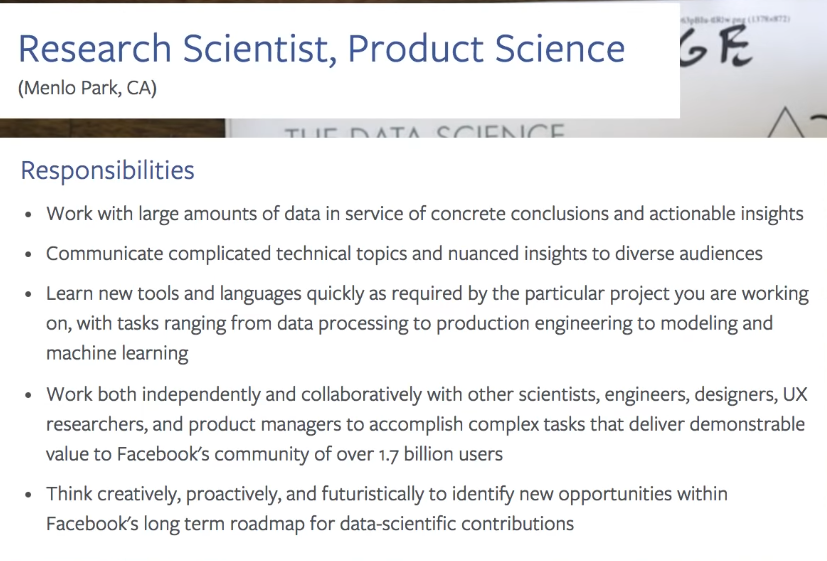 Research Scientist, Product Science
(Menlo Park, CA)
THE DATA SCIENCE
Responsibilities
• Work with large amounts of data in service of concrete conclusions and actionable insights
• Communicate complicated technical topics and nuanced insights to diverse audiences
• Learn new tools and languages quickly as required by the particular project you are working
on, with tasks ranging from data processing to production engineering to modeling and
machine learning
• Work both independently and collaboratively with other scientists, engineers, designers, UX
researchers, and product managers to accomplish complex tasks that deliver demonstrable
value to Facebook's community of over 1.7 billion users
• Think creatively, proactively, and futuristically to identify new opportunities within
Facebook's long term roadmap for data-scientific contributions